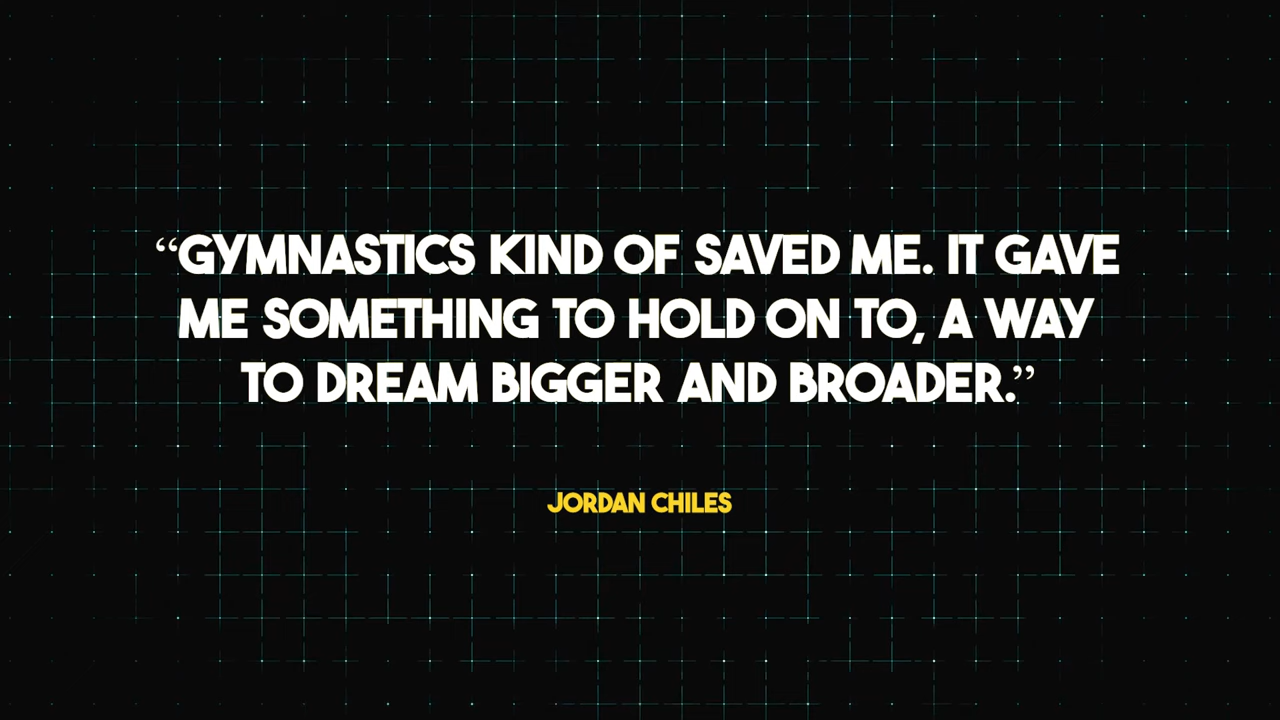 “GYMNASTICS KIND OF SAVED ME. IT GAVE
ME SOMETHING TO HOLD ON TO, A WAY
TO DREAM BIGGER AND BROADER.”
JORDAN CHILES